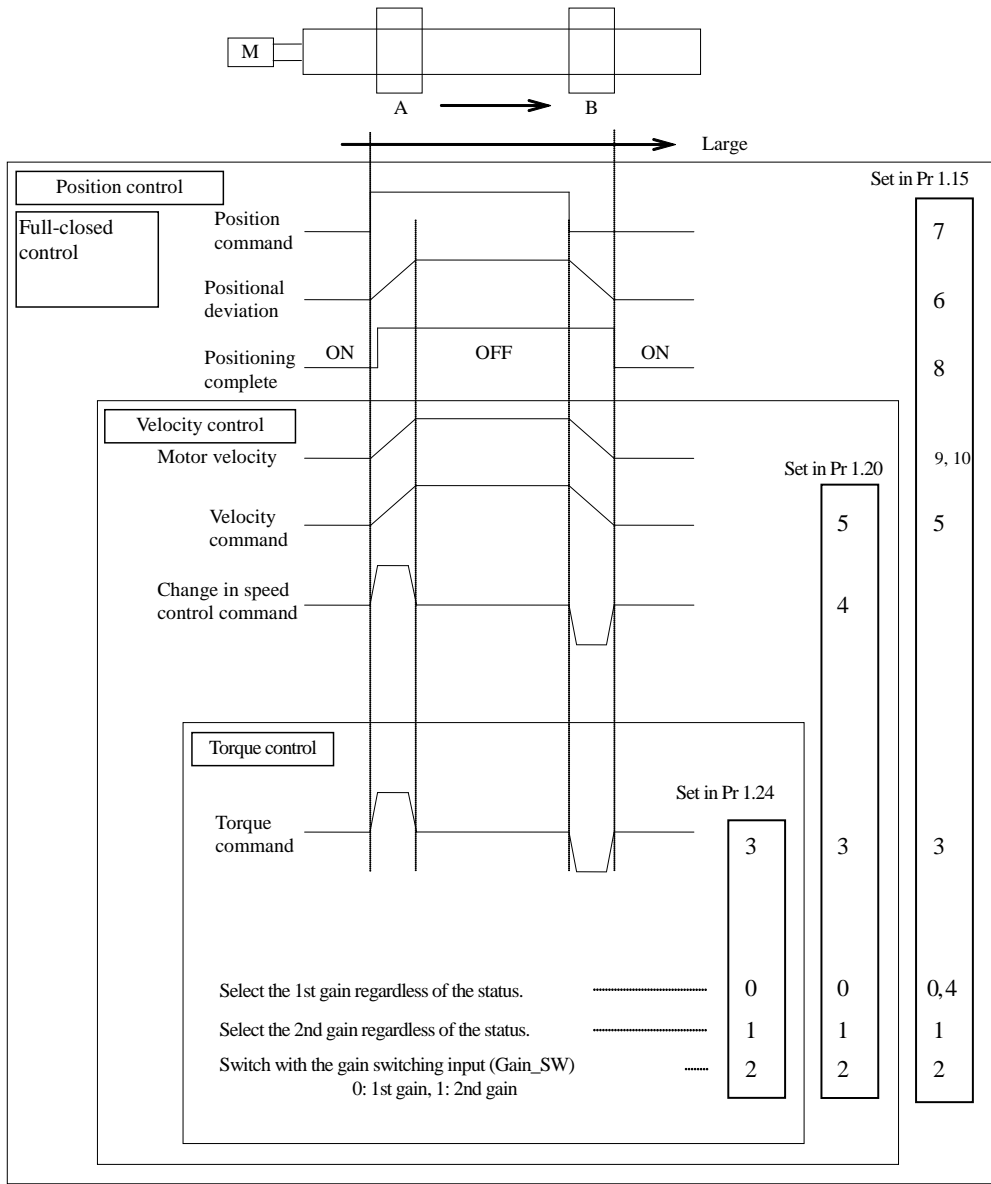 M
A
B
Large
Position control
Set in Pr 1.15
Full-closed
control
Position
command
7
Positional
deviation
6
ON
OFF
ON
Positioning
complete
8
Velocity control
Motor velocity
9, 10
Set in Pr 1.20
Velocity
command
5
5
Change in speed
control command
4
Torque control
Set in Pr 1.24
Torque
command
3
3
3
Select the 1st gain regardless of the status.
0
0
0, 4
Select the 2nd gain regardless of the status.
1
1
1
Switch with the gain switching input (Gain_SW)
0: 1st gain, 1: 2nd gain
2
2
2